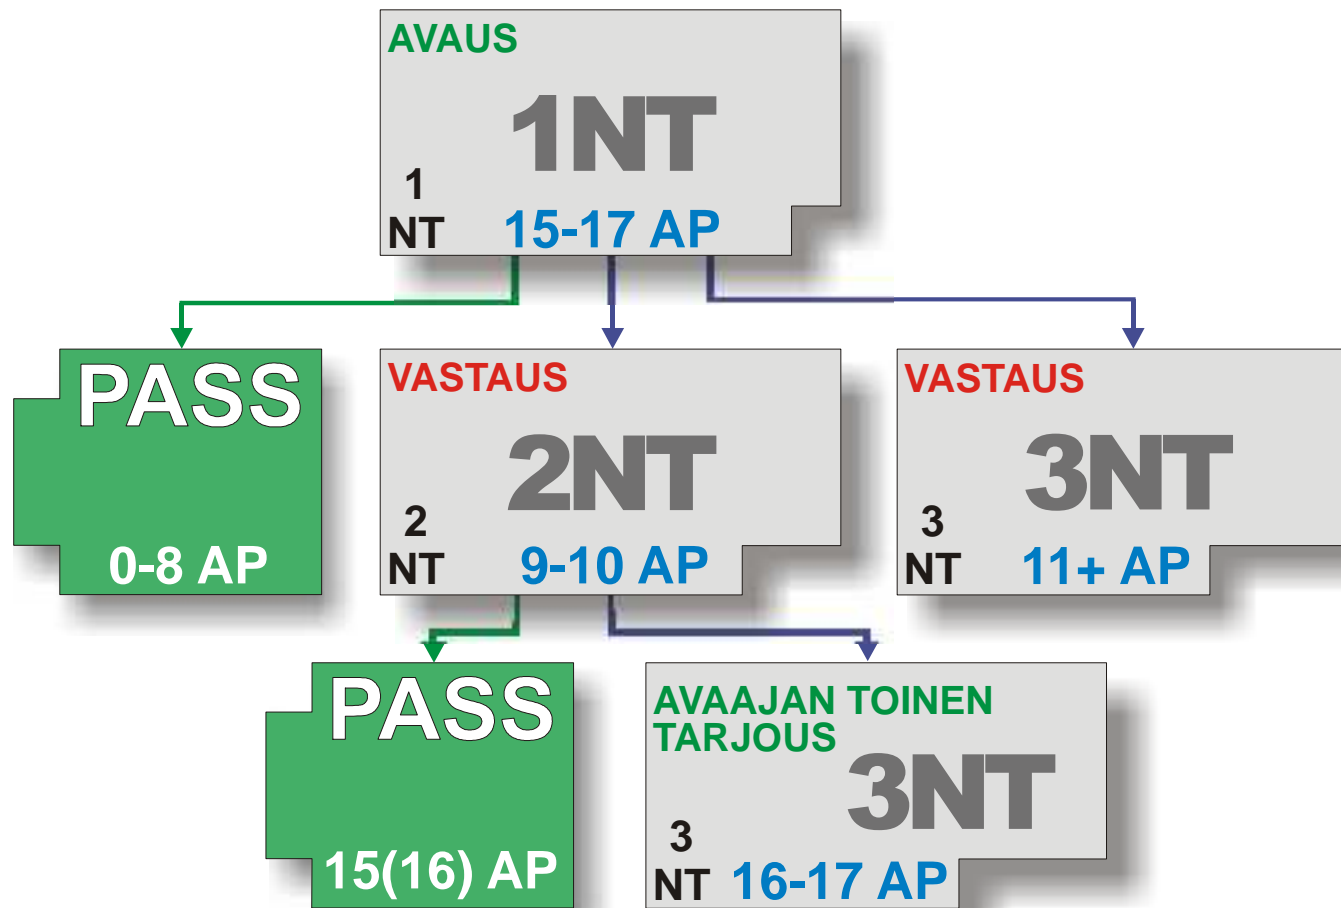 AVAUS
1NT
1
NT 15-17 AP
PASS
0-8 AP
VASTAUS
2NT
2
NT 9-10 AP
VASTAUS
3NT
3
NT 11+ AP
PASS
15(16) AP
AVAAJAN TOINEN
TARJOUS
3NT
3
NT 16-17 AP